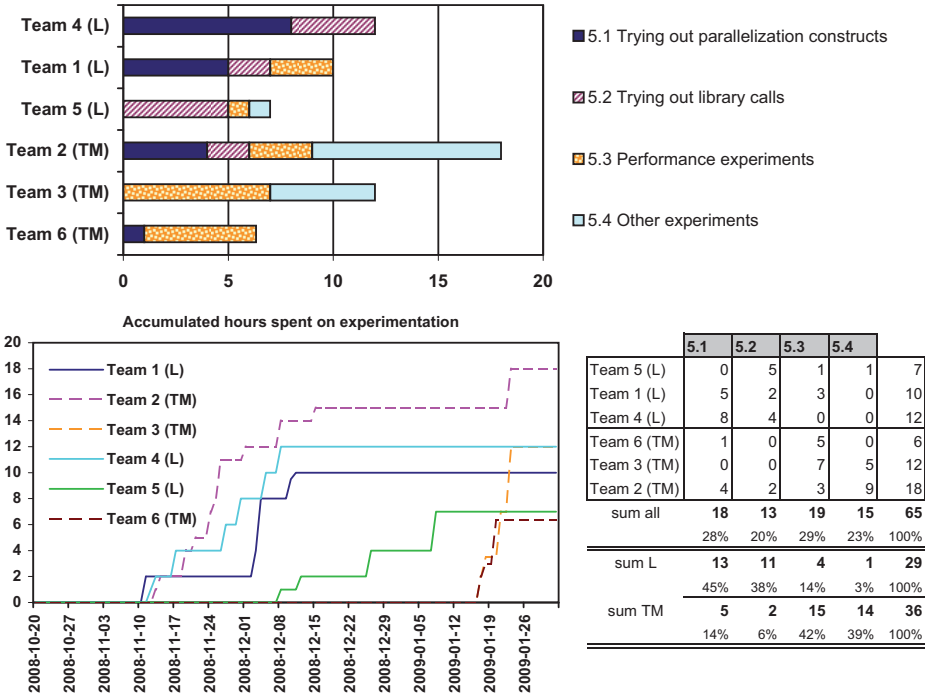 Team 4 (L)
Team 1 (L)
Team 5 (L)
Team 2 (TM)
Team 3 (TM)
Team 6 (TM)
0 5 10 15 20
5.1 Trying out parallelization constructs
5.2 Trying out library calls
5.3 Performance experiments
5.4 Other experiments
Accumulated hours spent on experimentation
20
18
16
14
12
10
8
6
4
2
0
Team 1 (L)
Team 2 (TM)
Team 3 (TM)
Team 4 (L)
Team 5 (L)
Team 6 (TM)
2008-10-20
2008-10-27
2008-11-03
2008-11-10
2008-11-17
2008-11-24
2008-12-01
2008-12-08
2008-12-15
2008-12-22
2008-12-29
2009-01-05
2009-01-12
2009-01-19
2009-01-26
5.1 5.2 5.3 5.4
Team 5 (L) 0 5 1 1 7
Team 1 (L) 5 2 3 0 10
Team 4 (L) 8 4 0 0 12
Team 6 (TM) 1 0 5 0 6
Team 3 (TM) 0 0 7 5 12
Team 2 (TM) 4 2 3 9 18
sum all 18 13 19 15 65
28% 20% 29% 23% 100%
sum L 13 11 4 1 29
45% 38% 14% 3% 100%
sum TM 5 2 15 14 36
14% 6% 42% 39% 100%